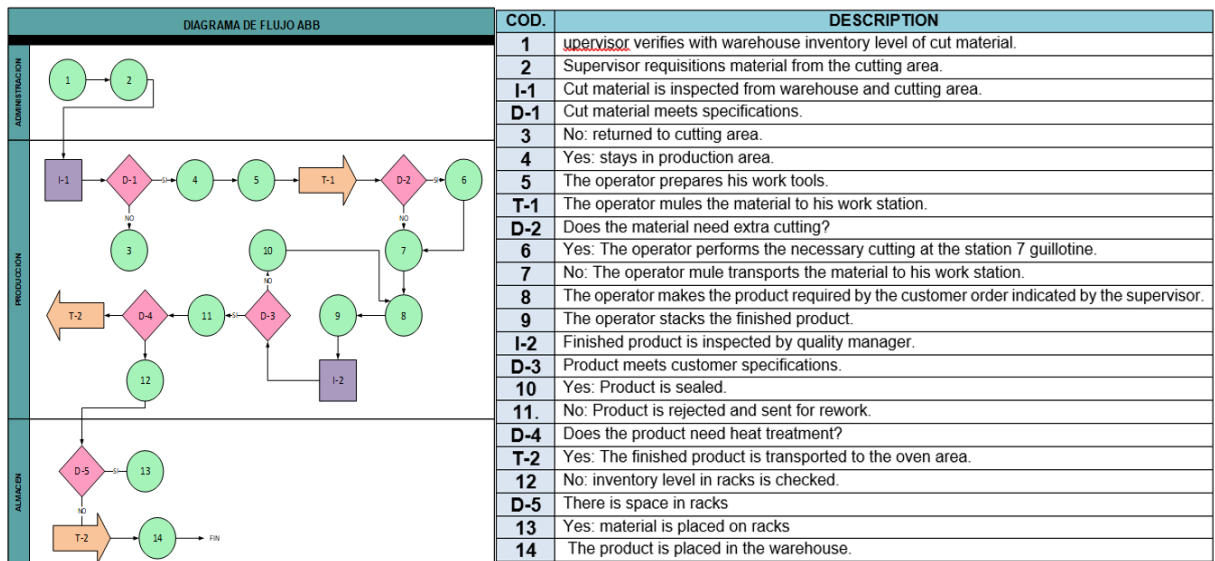 DIAGRAMA DE FLUJO ABB
ADMINISTRACION
1
2
PRODUCCIÓN
I-1
D-1
SI
4
5
T-1
D-2
SI
6
NO
NO
3
10
7
NO
T-2
D-4
11
SI
D-3
9
8
12
I-2
ALMACEN
D-5
SI
13
NO
T-2
14
FIN
COD. DESCRIPTION
1 upervisor verifies with warehouse inventory level of cut material.
2 Supervisor requisitions material from the cutting area.
I-1 Cut material is inspected from warehouse and cutting area.
D-1 Cut material meets specifications.
3 No: returned to cutting area.
4 Yes: stays in production area.
5 The operator prepares his work tools.
T-1 The operator mules the material to his work station.
D-2 Does the material need extra cutting?
6 Yes: The operator performs the necessary cutting at the station 7 guillotine.
7 No: The operator mule transports the material to his work station.
8 The operator makes the product required by the customer order indicated by the supervisor.
9 The operator stacks the finished product.
I-2 Finished product is inspected by quality manager.
D-3 Product meets customer specifications.
10 Yes: Product is sealed.
11. No: Product is rejected and sent for rework.
D-4 Does the product need heat treatment?
T-2 Yes: The finished product is transported to the oven area.
12 No: inventory level in racks is checked.
D-5 There is space in racks
13 Yes: material is placed on racks
14 The product is placed in the warehouse.